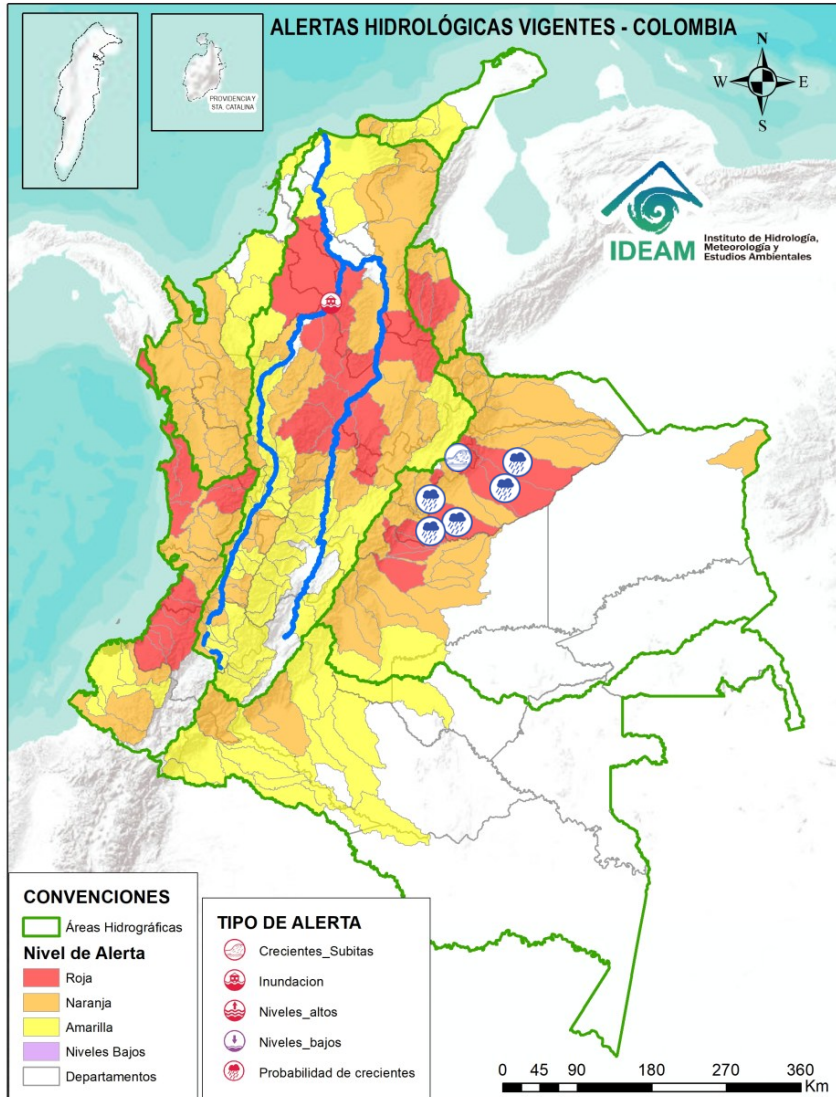 ALERTAS HIDROLÓGICAS VIGENTES - COLOMBIA
PROVIDENCIA Y
STA. CATALINA
N
W
E
S
IDEAM
Instituto de Hidrología,
Meteorología y
Estudios Ambientales
CONVENCIONES
Áreas Hidrográficas
Nivel de Alerta
Roja
Naranja
Amarilla
Niveles Bajos
Departamentos
TIPO DE ALERTA
Crecientes_Subitas
Inundacion
Niveles_altos
Niveles_bajos
Probabilidad de crecientes
0 45 90 180 270 360
Km